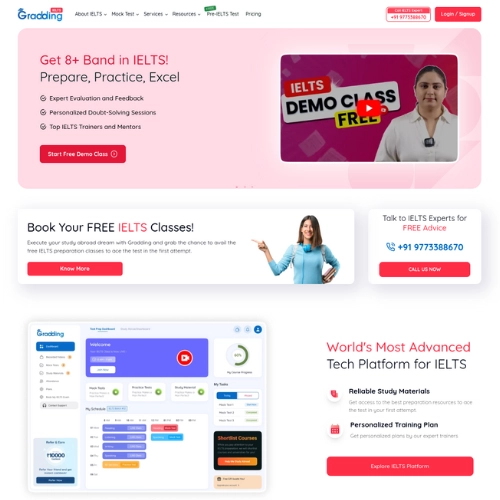 Gradding
About IELTS
Mock Test
Services
Resources
Pre-IELTS Test
Pricing
+91 9773388670
Login / Signup
Get 8+ Band in IELTS!
Prepare, Practice, Excel
Expert Evaluation and Feedback
Personalized Doubt-Solving Sessions
Top IELTS Trainers and Mentors
Start Free Demo Class
IELTS
DEMO CLASS
FREE
Book Your FREE IELTS Classes!
Execute your study abroad dream with Gradding and grab the chance to avail the
free IELTS preparation classes to ace the test in the first attempt.
Know More
Talk to IELTS Experts for
FREE Advice
+91 9773388670
CALL US NOW
Gradding
Dashboard
Welcome
Mock Tests
Practice Tests
Study Material
My Schedule
My Tasks
Shortlist Courses
Refer & Earn
₹10000
World's Most Advanced
Tech Platform for IELTS
Reliable Study Materials
Get access to the best preparation resources to ace
the test in your first attempt
Personalized Training Plan
Get personalized plans by our expert trainers
Explore IELTS Platform